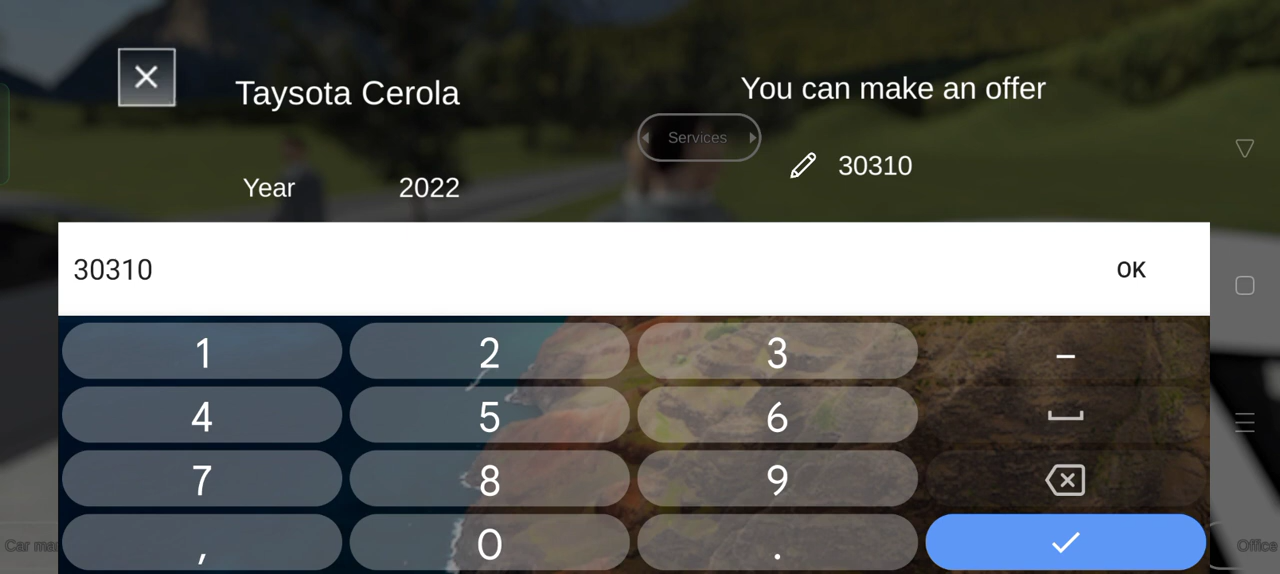 Taysota Cerola
You can make an offer
Services
30310
Year 2022
30310
OK
1 2 3 –
4 5 6
7 8 9
, 0 .
Car mar
Office